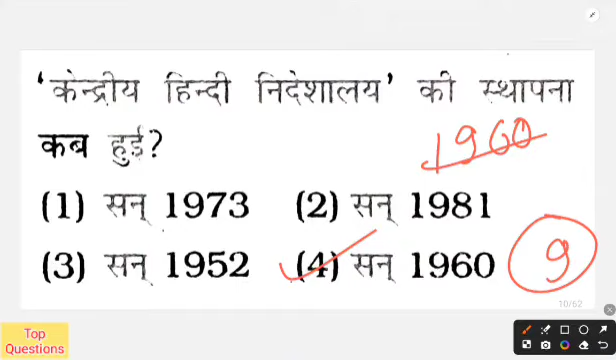 'केन्द्रीय हिन्दी निदेशालय' की स्थापना
कब हुई?
1960
(1) सन् 1973 (2) सन् 1981
(3) सन् 1952 (4) सन् 1960
9
10/52
Top
Questions